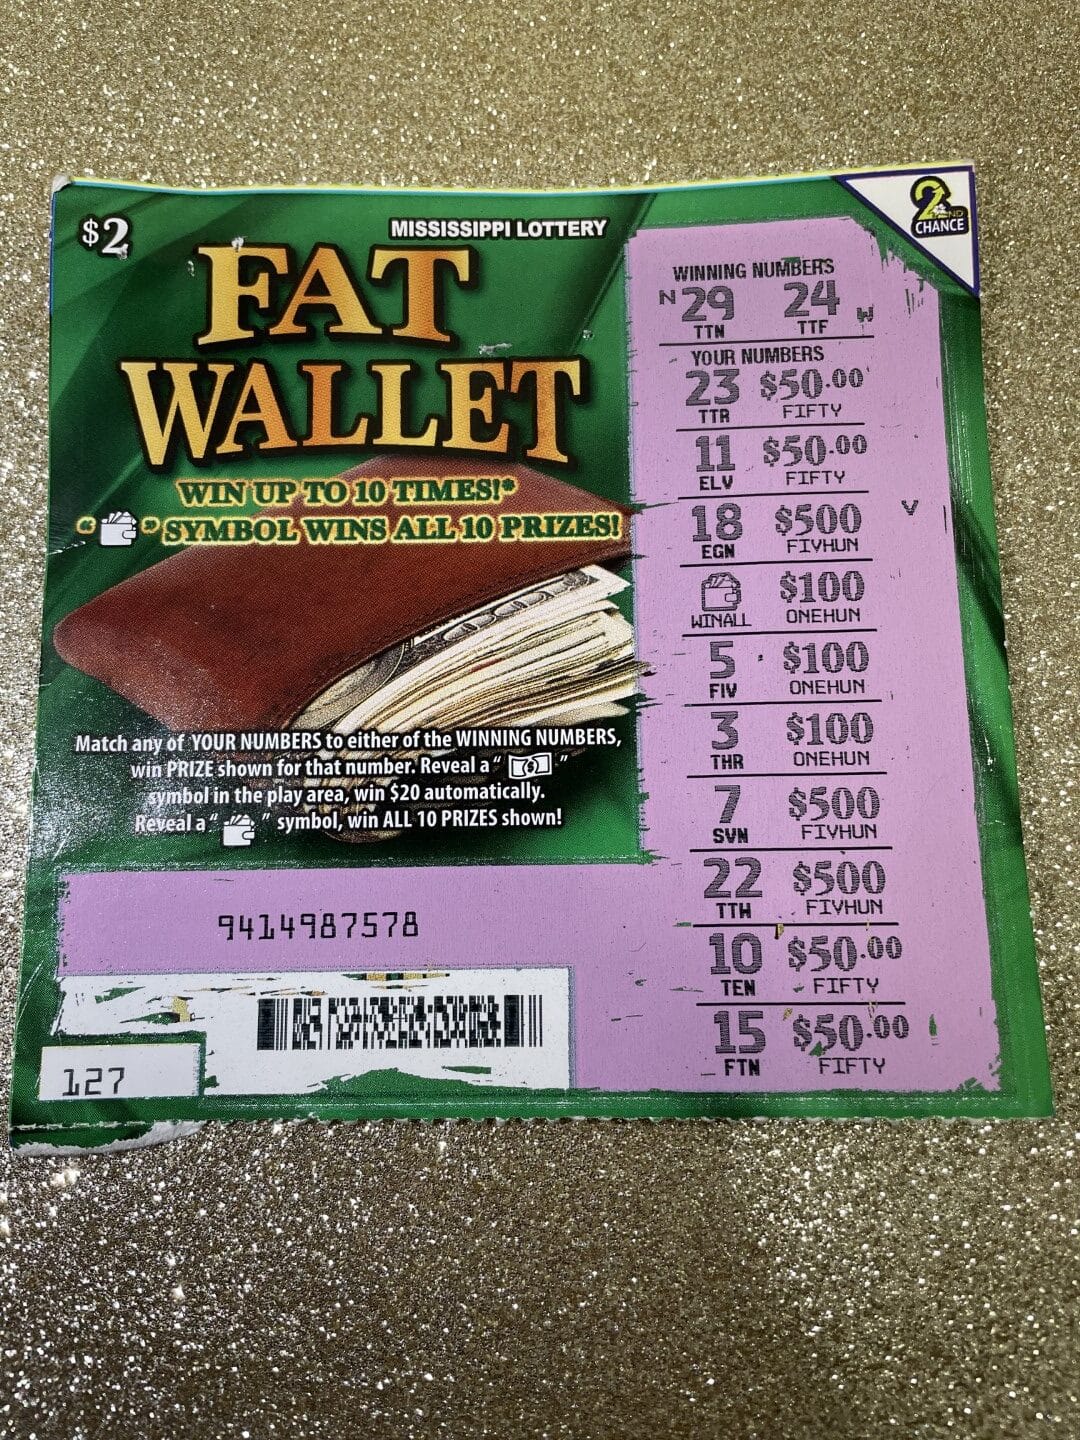 $2
MISSISSIPPI LOTTERY
2ND
CHANCE
FAT
WALLET
WIN UP TO 10 TIMES!*
“ ” SYMBOL WINS ALL 10 PRIZES!
Match any of YOUR NUMBERS to either of the WINNING NUMBERS,
win PRIZE shown for that number. Reveal a “ ”
symbol in the play area, win $20 automatically.
Reveal a “ ” symbol, win ALL 10 PRIZES shown!
WINNING NUMBERS
N 29 24 W
TTN TTF
YOUR NUMBERS
23 $50.00
TTR FIFTY
11 $50.00
ELV FIFTY
18 $500 V
EGN FIVHUN
$100
WINALL ONEHUN
5 $100
FIV ONEHUN
3 $100
THR ONEHUN
7 $500
SVN FIVHUN
22 $500
TTW FIVHUN
10 $50.00
TEN FIFTY
15 $50.00
FTN FIFTY
9414987578
127